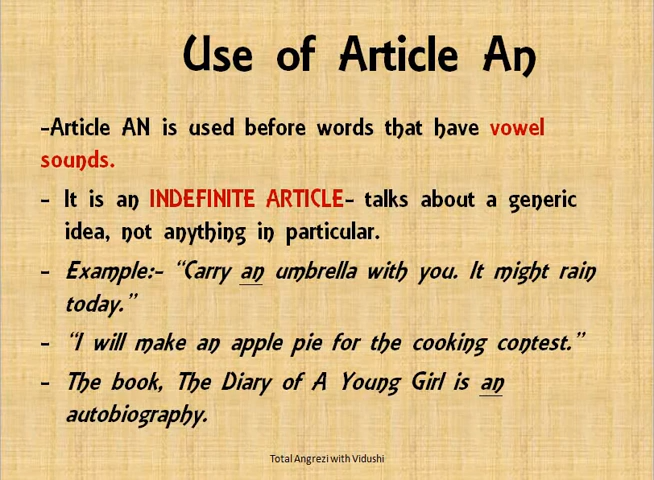 Use of Article An
-Article AN is used before words that have vowel
sounds.
- It is an INDEFINITE ARTICLE- talks about a generic
idea, not anything in particular.
- Example:- “Carry an umbrella with you. It might rain
today.”
- “I will make an apple pie for the cooking contest.”
- The book, The Diary of A Young Girl is an
autobiography.
Total Angrezi with Vidushi